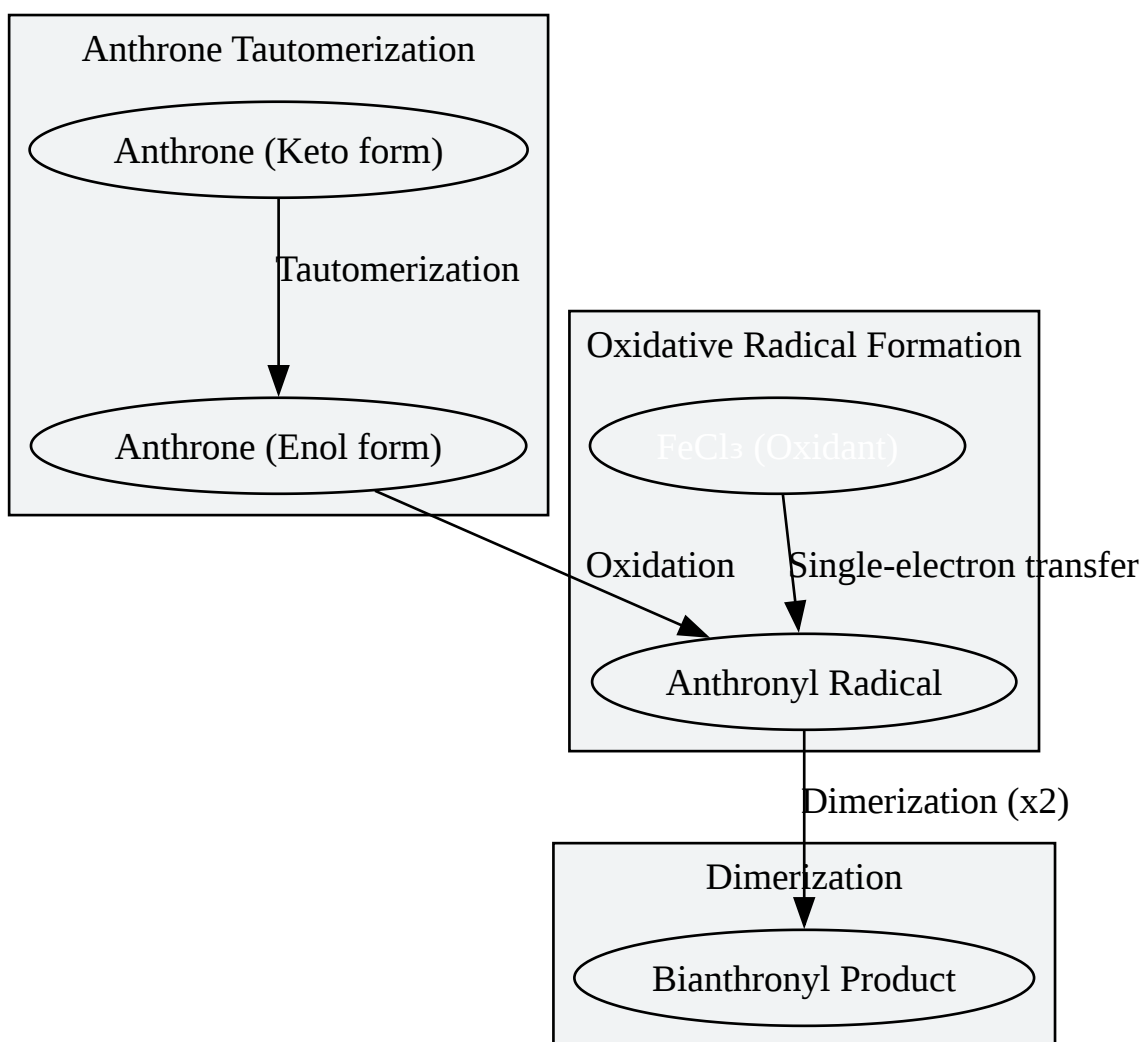 Anthrone Tautomerization
Anthrone (Keto form)
Tautomerization
Anthrone (Enol form)
Oxidative Radical Formation
FeCl₃ (Oxidant)
Oxidation
Single-electron transfer
Anthronyl Radical
Dimerization (x2)
Dimerization
Bianthronyl Product